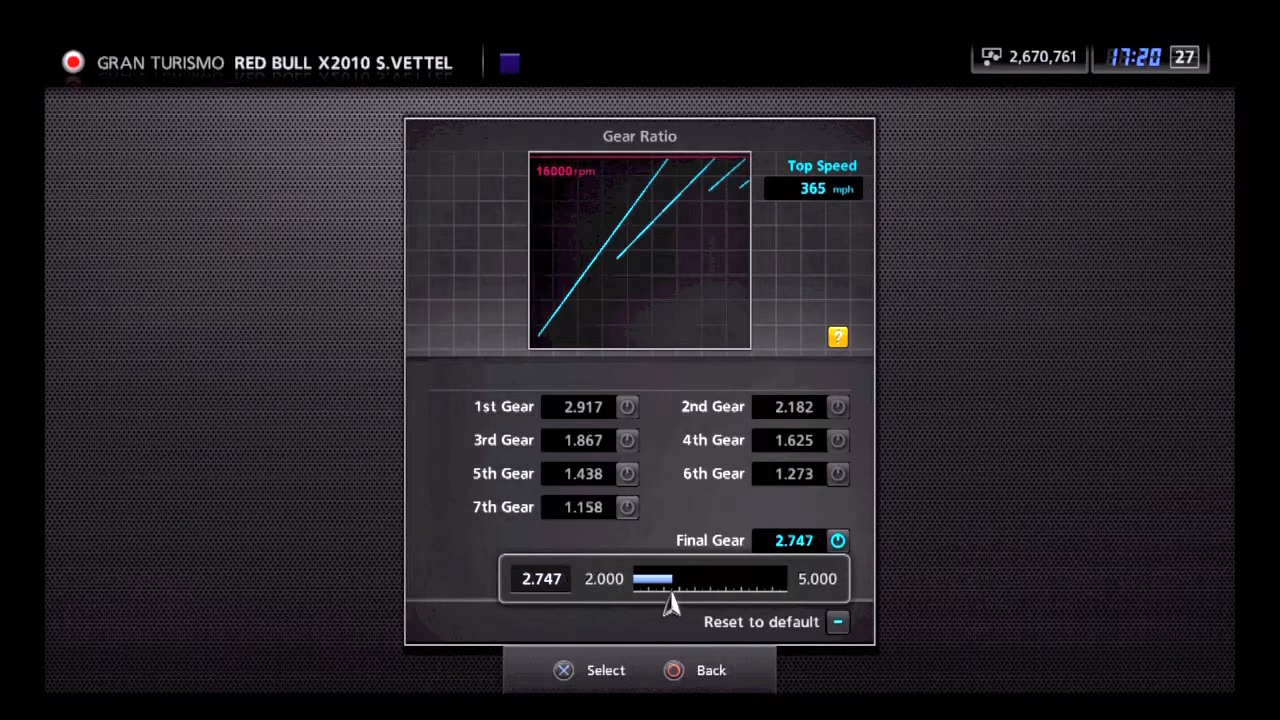 GRAN TURISMO RED BULL X2010 S.VETTEL
2,670,761
17:20 27
Gear Ratio
16000rpm
Top Speed
365 mph
?
1st Gear 2.917 2nd Gear 2.182
3rd Gear 1.867 4th Gear 1.625
5th Gear 1.438 6th Gear 1.273
7th Gear 1.158
Final Gear 2.747
2.747 2.000 5.000
Reset to default
Select Back